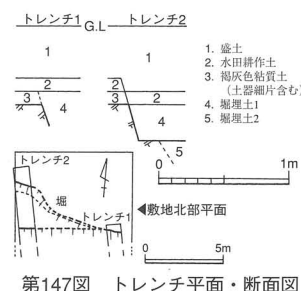 トレンチ1 G.L トレンチ2
1 1
2 2
3 4 3 4
5
1. 盛土
2. 水田耕作土
3. 褐灰色粘質土
(土器細片含む)
4. 堀埋土1
5. 堀埋土2
0 1m
トレンチ2
堀
トレンチ1
◀敷地北部平面
0 5m
第147図 トレンチ平面・断面図